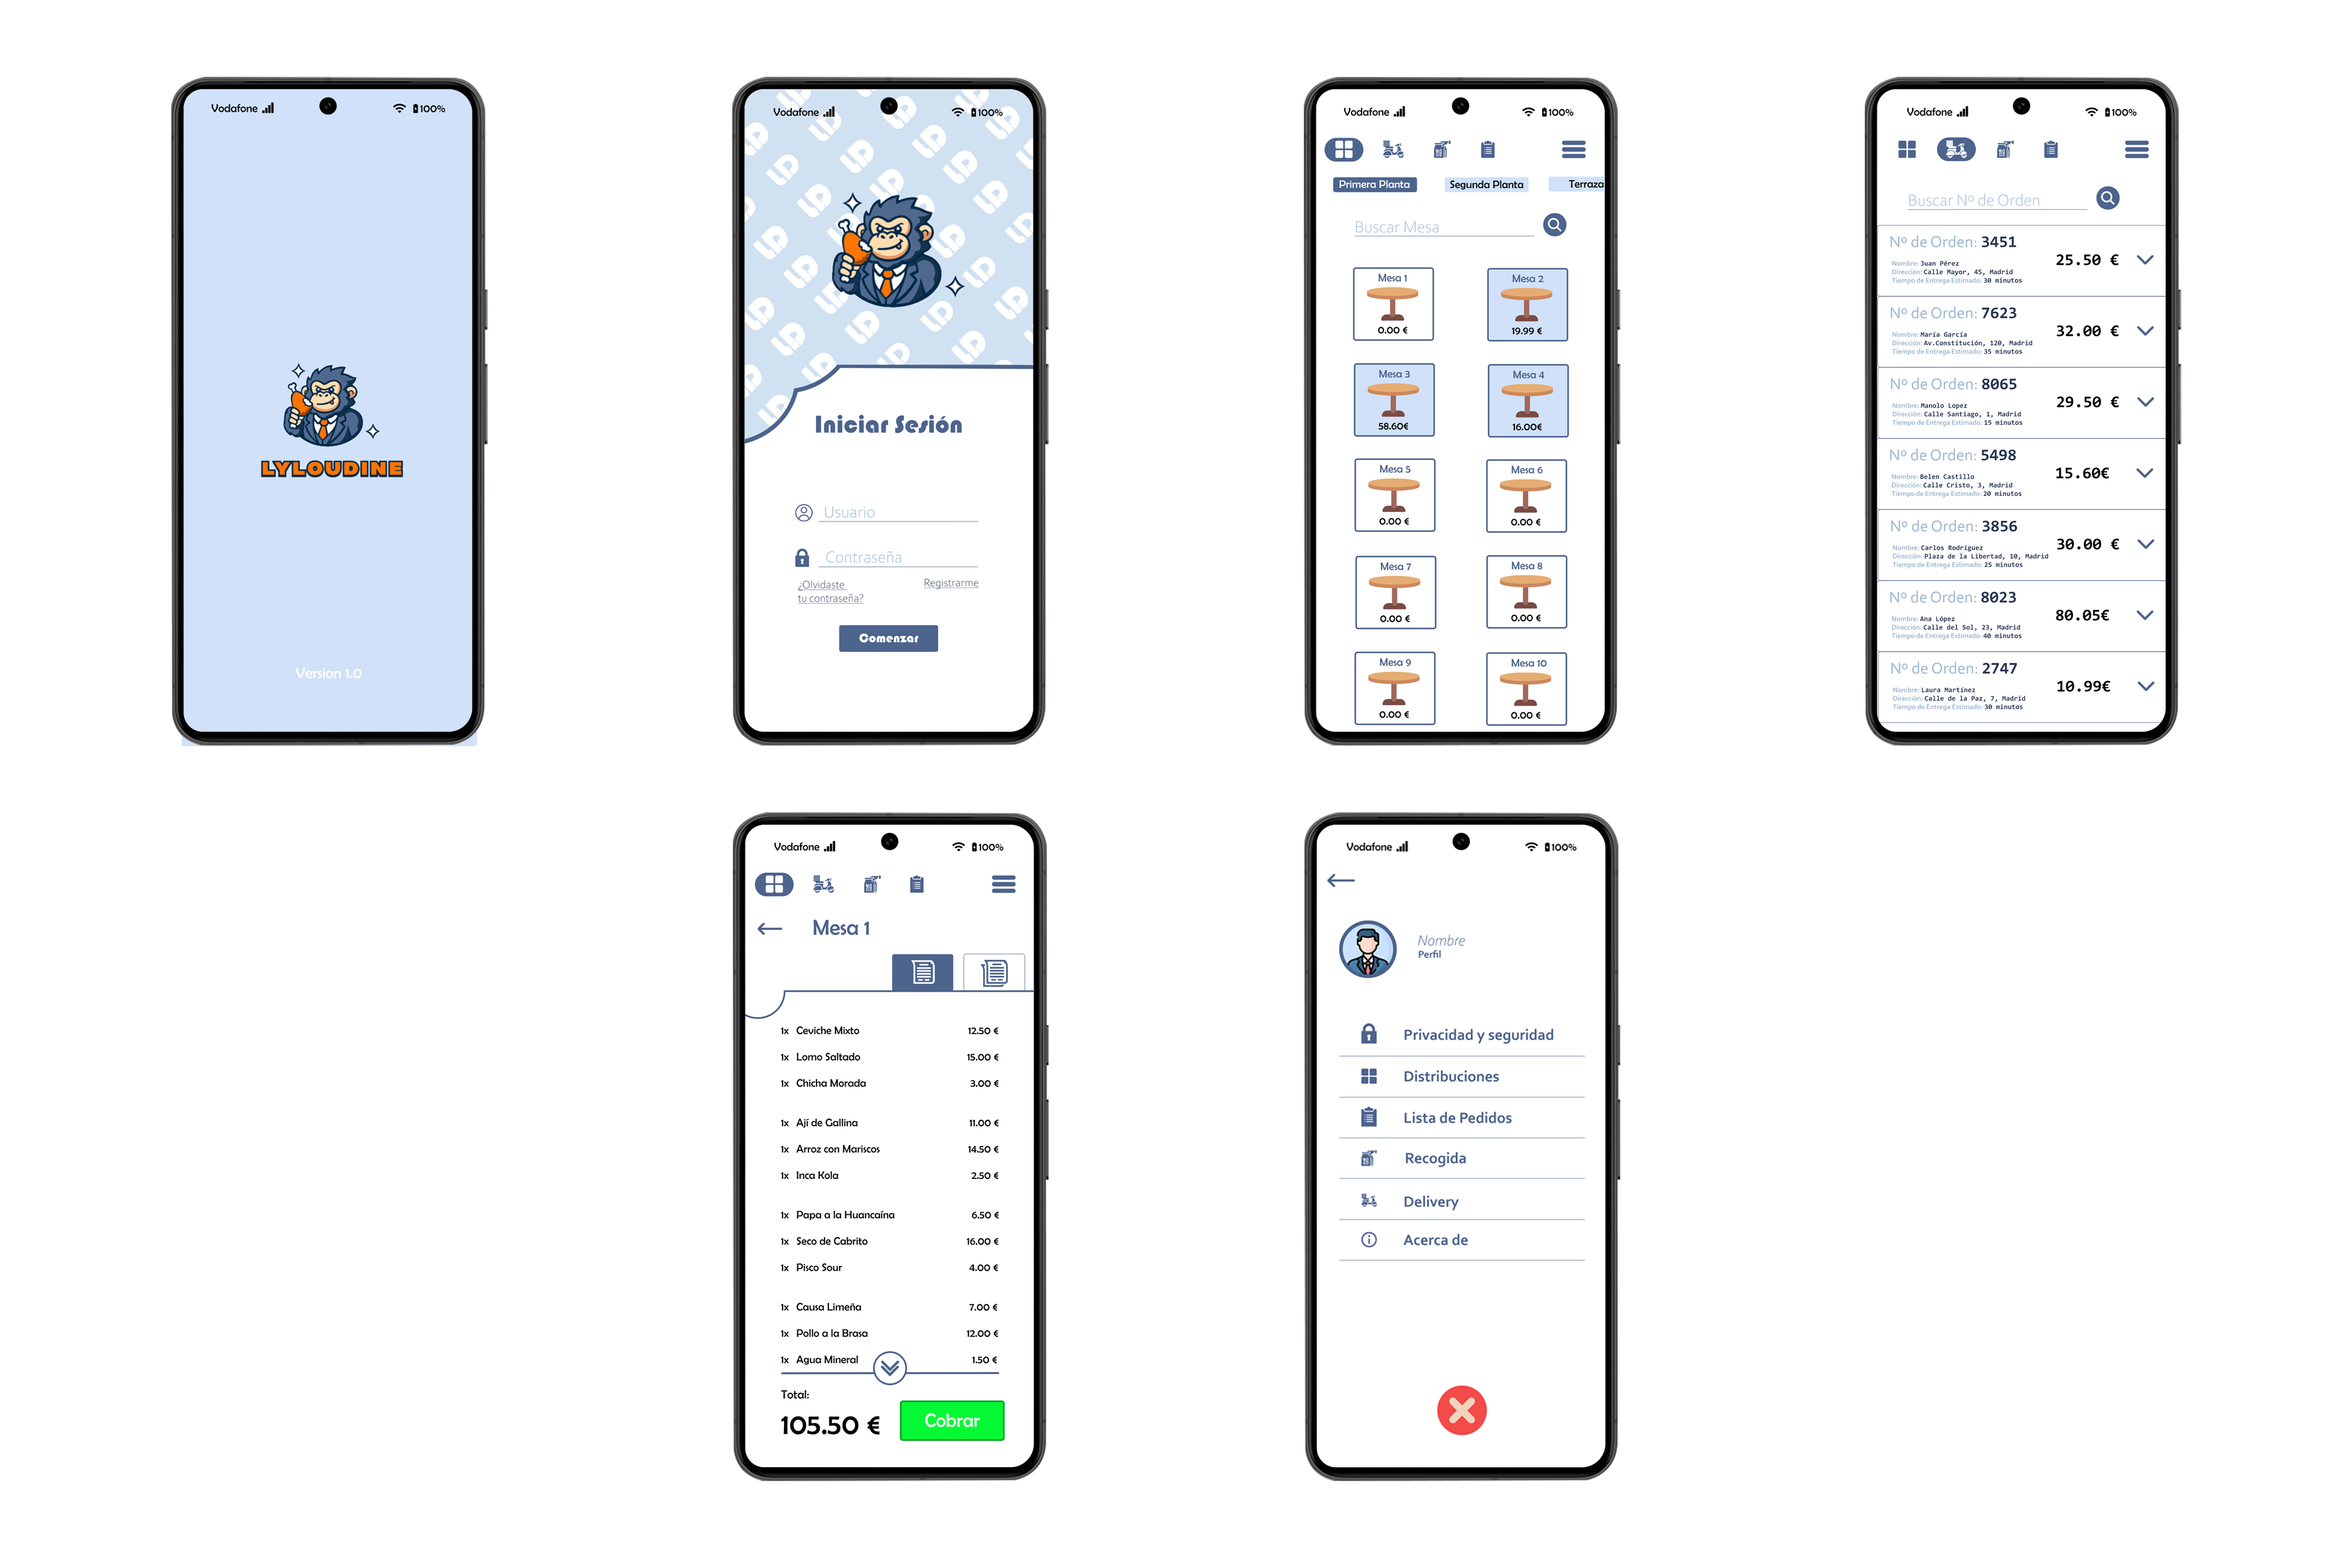 Vodafone 100%
LYLOUDINE
Version 1.0
Vodafone 100%
Iniciar Sesión
Usuario
Contraseña
¿Olvidaste
tu contraseña?
Registrarme
Comenzar
Vodafone 100%
Primera Planta Segunda Planta Terraza
Buscar Mesa
Mesa 1 Mesa 2
0.00 € 19.99 €
Mesa 3 Mesa 4
58.60€ 16.00€
Mesa 5 Mesa 6
0.00 € 0.00 €
Mesa 7 Mesa 8
0.00 € 0.00 €
Mesa 9 Mesa 10
0.00 € 0.00 €
Vodafone 100%
Buscar Nº de Orden
Nº de Orden: 3451
25.50 €
Nombre: Juan Pérez
Dirección: Calle Mayor, 45, Madrid
Tiempo de Entrega Estimado: 30 minutos
Nº de Orden: 7623
32.00 €
Nombre: María García
Dirección: Av.Constitución, 120, Madrid
Tiempo de Entrega Estimado: 35 minutos
Nº de Orden: 8065
29.50 €
Nombre: Manolo Lopez
Dirección: Calle Santiago, 1, Madrid
Tiempo de Entrega Estimado: 15 minutos
Nº de Orden: 5498
15.60€
Nombre: Belen Castillo
Dirección: Calle Cristo, 3, Madrid
Tiempo de Entrega Estimado: 20 minutos
Nº de Orden: 3856
30.00 €
Nombre: Carlos Rodríguez
Dirección: Plaza de la Libertad, 10, Madrid
Tiempo de Entrega Estimado: 25 minutos
Nº de Orden: 8023
80.05€
Nombre: Ana López
Dirección: Calle del Sol, 23, Madrid
Tiempo de Entrega Estimado: 40 minutos
Nº de Orden: 2747
10.99€
Nombre: Laura Martínez
Dirección: Calle de la Paz, 7, Madrid
Tiempo de Entrega Estimado: 30 minutos
Vodafone 100%
Mesa 1
1x Ceviche Mixto 12.50 €
1x Lomo Saltado 15.00 €
1x Chicha Morada 3.00 €
1x Ají de Gallina 11.00 €
1x Arroz con Mariscos 14.50 €
1x Inca Kola 2.50 €
1x Papa a la Huancaína 6.50 €
1x Seco de Cabrito 16.00 €
1x Pisco Sour 4.00 €
1x Causa Limeña 7.00 €
1x Pollo a la Brasa 12.00 €
1x Agua Mineral 1.50 €
Total:
105.50 €
Cobrar
Vodafone 100%
Nombre
Perfil
Privacidad y seguridad
Distribuciones
Lista de Pedidos
Recogida
Delivery
Acerca de